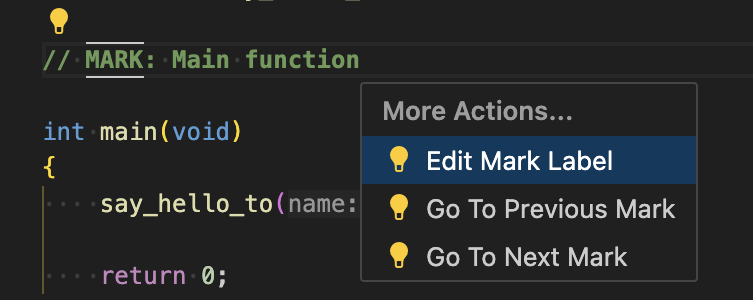 // MARK: Main function
int main(void)
{
say_hello_to(name:
return 0;
More Actions...
Edit Mark Label
Go To Previous Mark
Go To Next Mark